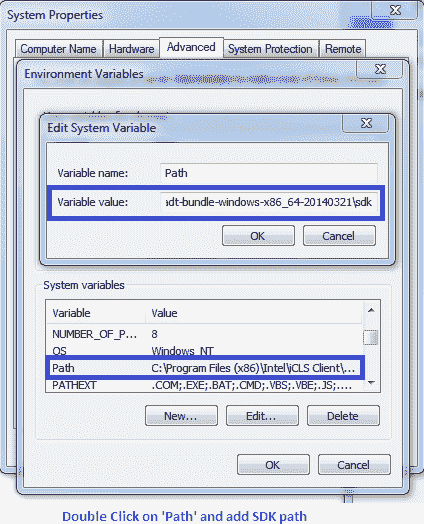 System Properties
Computer Name Hardware Advanced System Protection Remote
Environment Variables
Edit System Variable
Variable name: Path
Variable value: adt-bundle-windows-x86_64-20140321\sdk
OK Cancel
System variables
Variable Value
NUMBER_OF_P... 8
OS Windows_NT
Path C:\Program Files (x86)\Intel\iCLS Client\...
PATHEXT .COM;.EXE;.BAT;.CMD;.VBS;.VBE;.JS;....
New... Edit... Delete
OK Cancel
Double Click on 'Path' and add SDK path